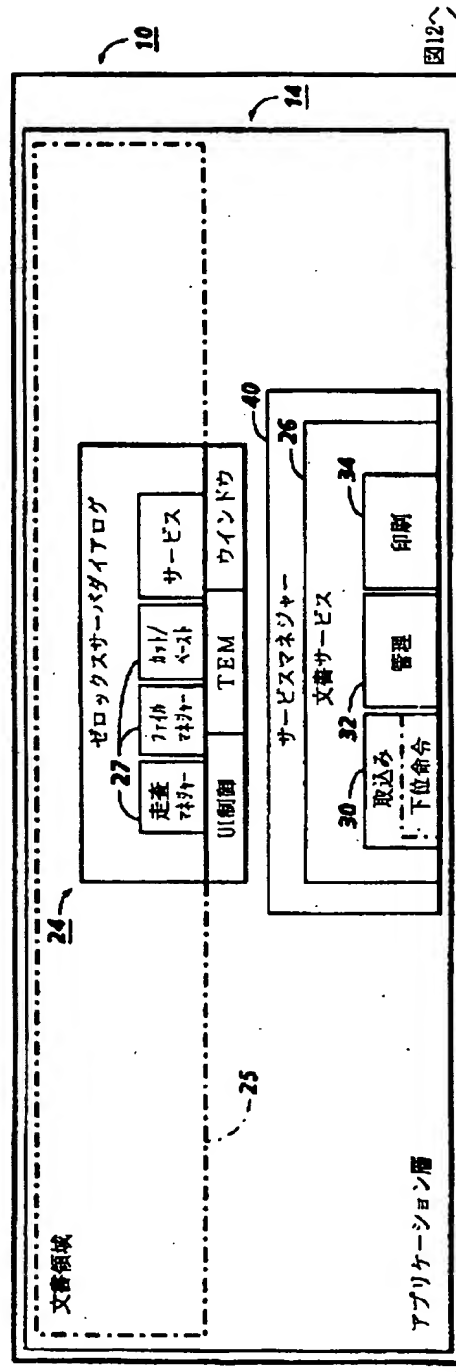 10
14
文書領域
24
ゼロックスサーバダイアログ
27
走査
マネジャー
ファイル
マネジャー
カット/
ペースト
サービス
UI制御
TEM
ウインドウ
25
40
サービスマネジャー
26
文書サービス
30
取込み
下位命令
32
管理
34
印刷
アプリケーション層
図12へ